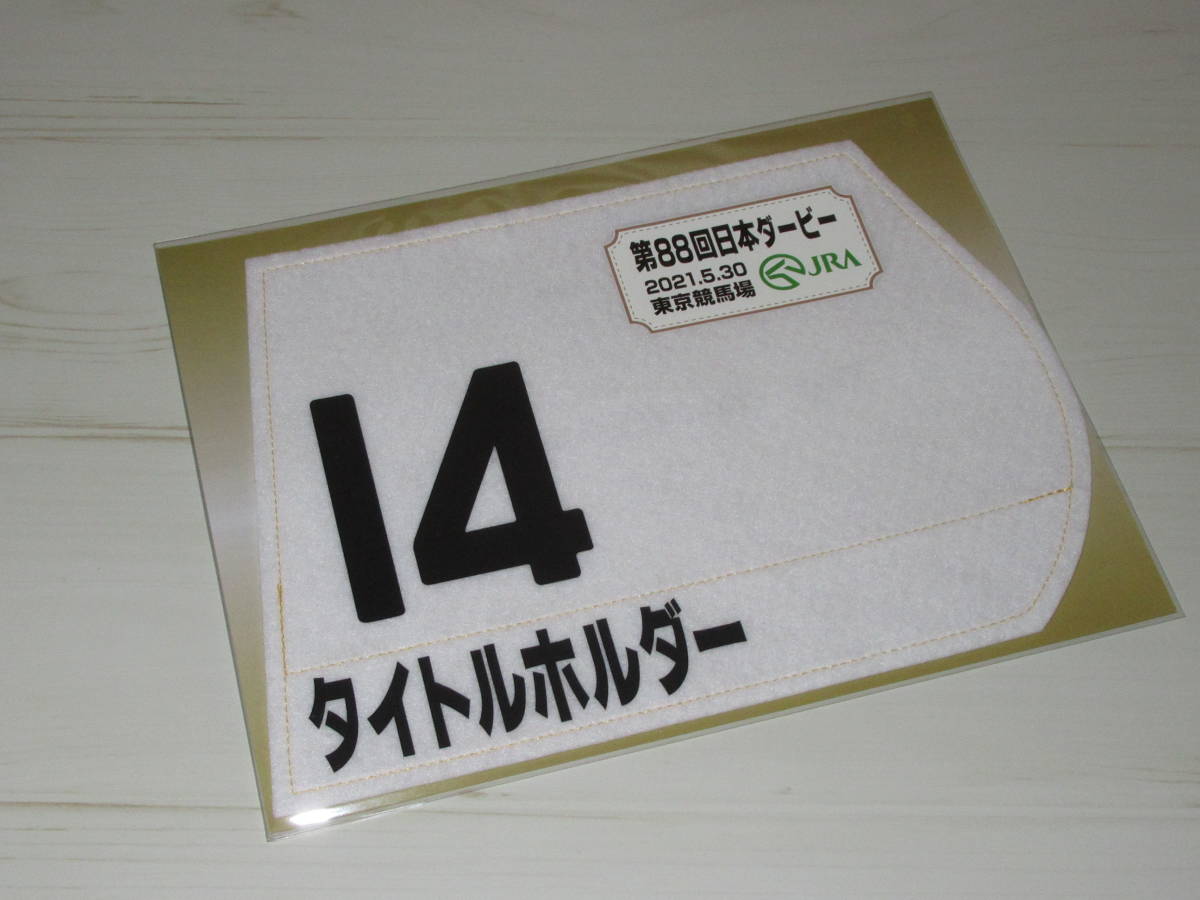 第88回日本ダービー
2021.5.30
東京競馬場
JRA
14
タイトルホルダー